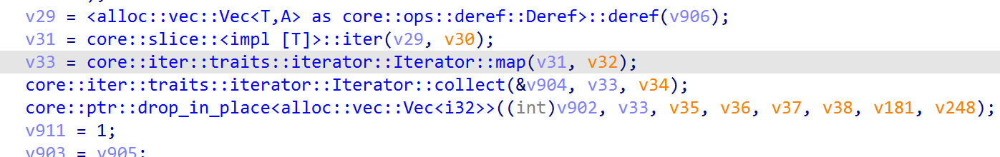 v29 = <alloc::vec::Vec<T,A> as core::ops::deref::Deref>::deref(v906);
v31 = core::slice::<impl [T]>::iter(v29, v30);
v33 = core::iter::traits::iterator::Iterator::map(v31, v32);
core::iter::traits::iterator::Iterator::collect(&v904, v33, v34);
core::ptr::drop_in_place<alloc::vec::Vec<i32>>((int)v902, v33, v35, v36, v37, v38, v181, v248);
v911 = 1;
v903 = v905;